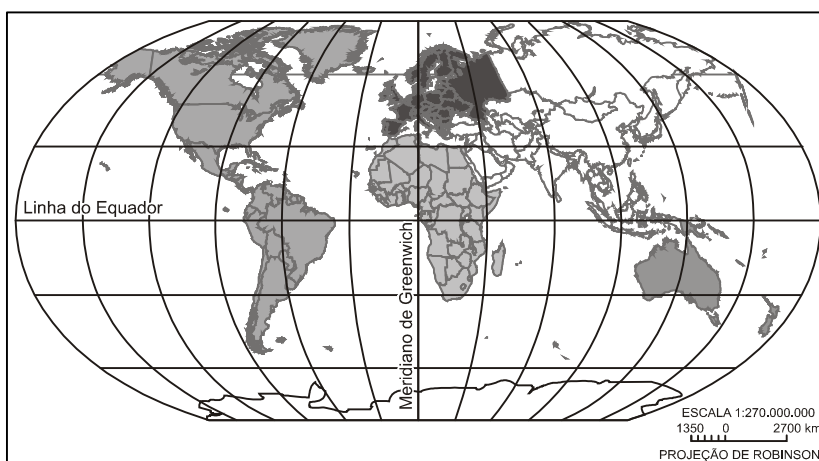 Linha do Equador
Meridiano de Greenwich
ESCALA 1:270.000.000
1350 0 2700 km
PROJEÇÃO DE ROBINSON